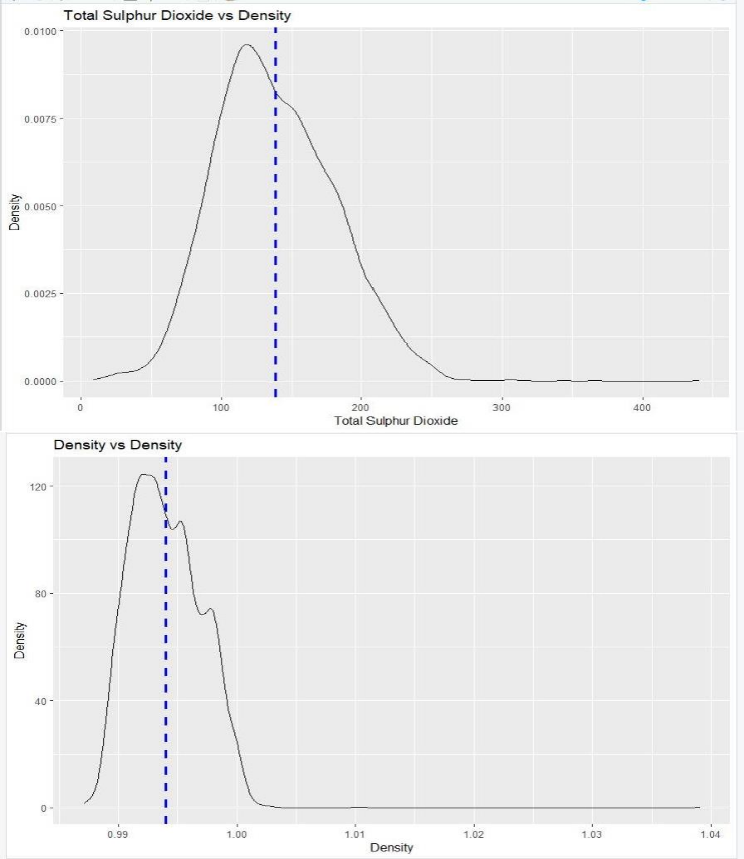 Total Sulphur Dioxide vs Density
0.0100
0.0075
0.0050
0.0025
0.0000
Density
0 100 200 300 400
Total Sulphur Dioxide
Density vs Density
120
80
40
0
Density
0.99 1.00 1.01 1.02 1.03 1.04
Density